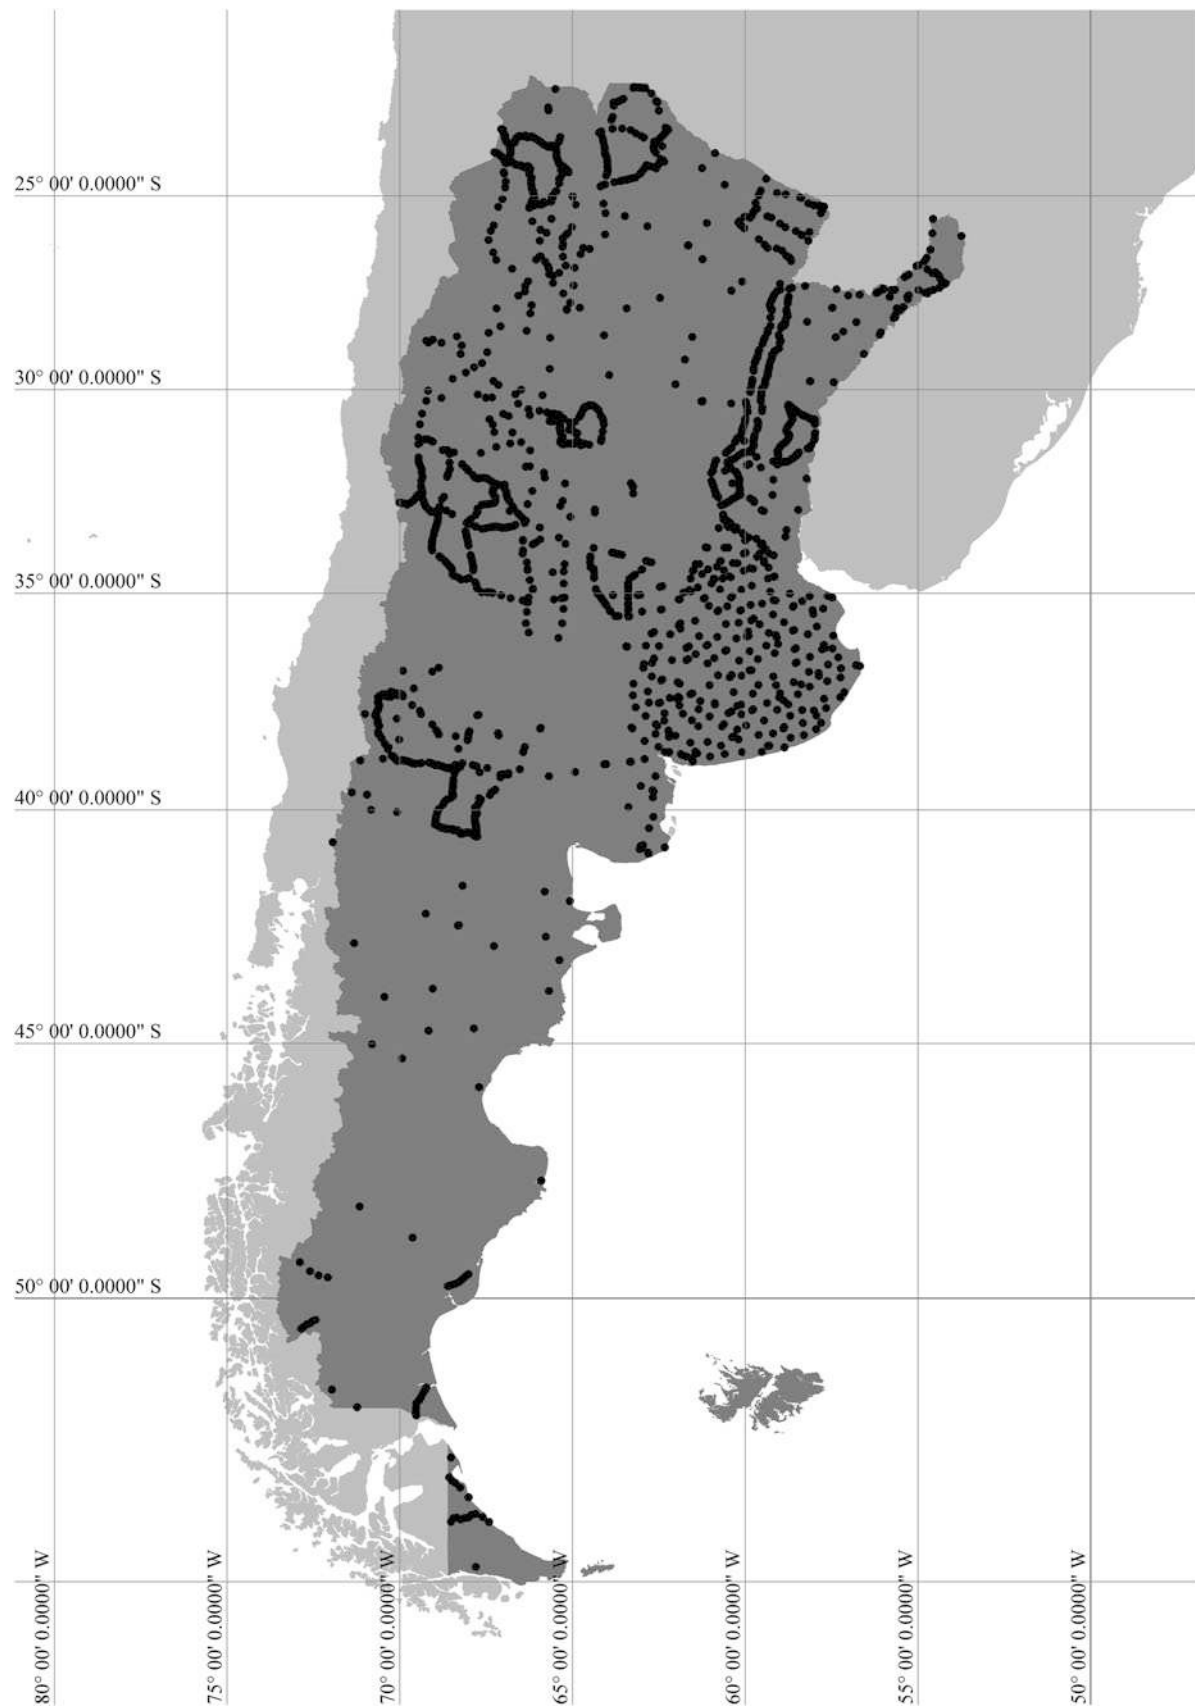 25° 00' 0.0000" S
30° 00' 0.0000" S
35° 00' 0.0000" S
40° 00' 0.0000" S
45° 00' 0.0000" S
50° 00' 0.0000" S
80° 00' 0.0000" W
75° 00' 0.0000" W
70° 00' 0.0000" W
65° 00' 0.0000" W
60° 00' 0.0000" W
55° 00' 0.0000" W
50° 00' 0.0000" W